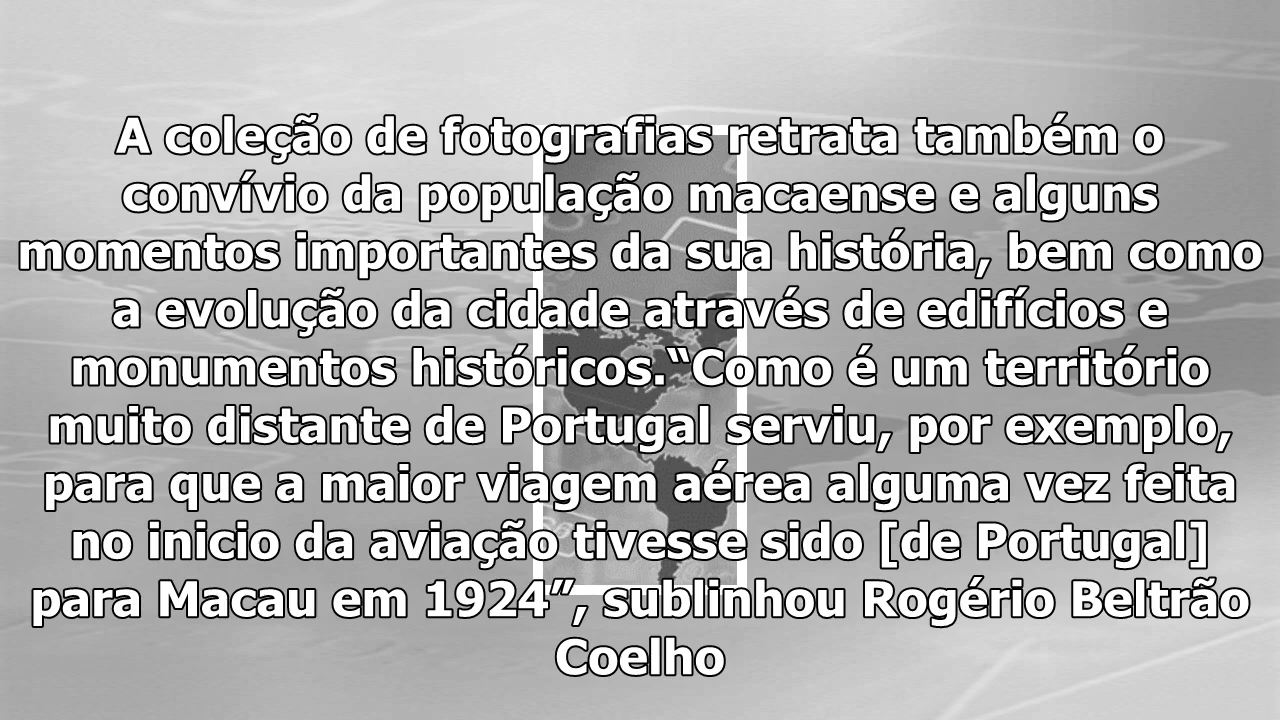 A coleção de fotografias retrata também o
convívio da população macaense e alguns
momentos importantes da sua história, bem como
a evolução da cidade através de edifícios e
monumentos históricos.“Como é um território
muito distante de Portugal serviu, por exemplo,
para que a maior viagem aérea alguma vez feita
no inicio da aviação tivesse sido [de Portugal]
para Macau em 1924”, sublinhou Rogério Beltrão
Coelho